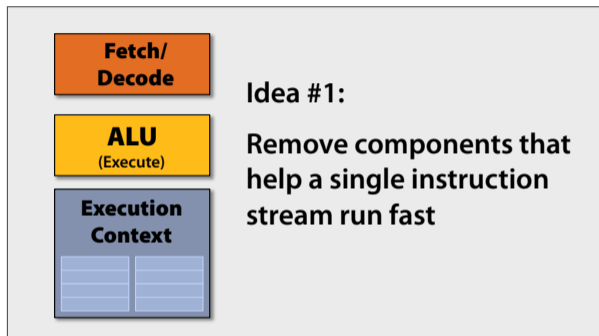 Fetch/
Decode
ALU
(Execute)
Execution
Context
Idea #1:
Remove components that
help a single instruction
stream run fast